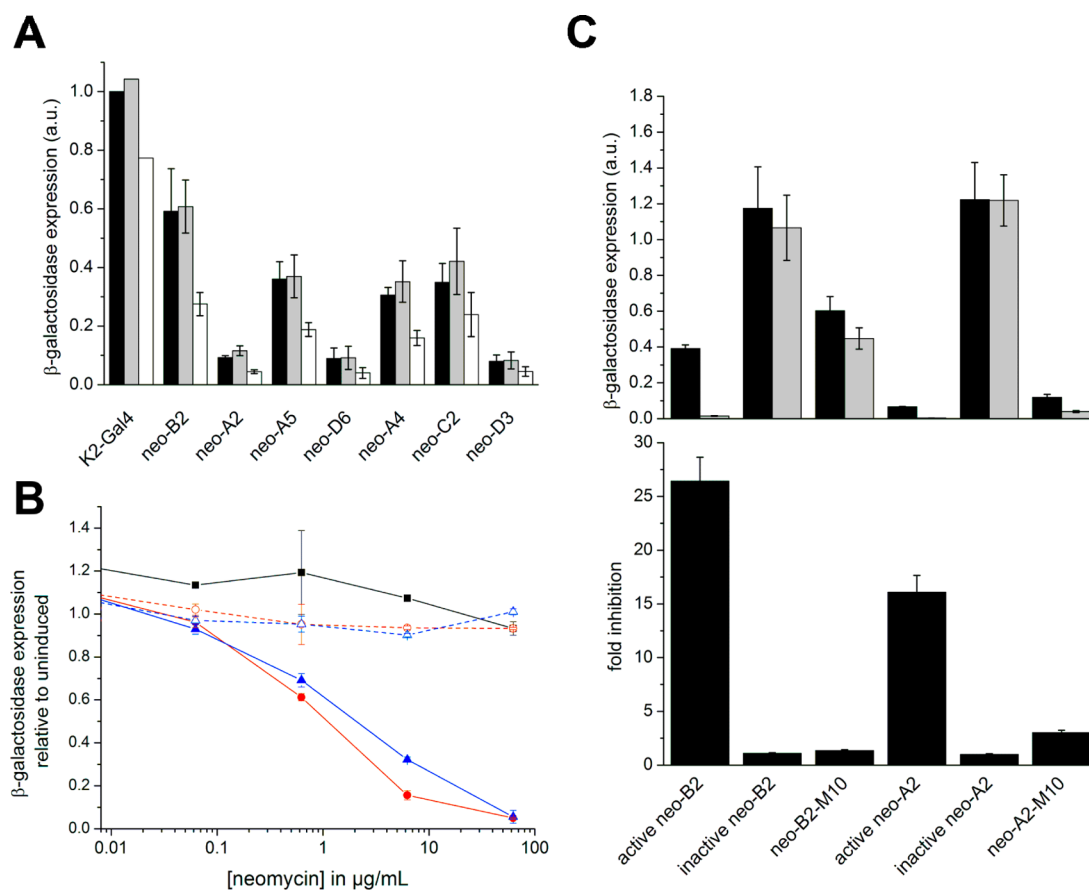 A
β-galactosidase expression (a.u.)
1.0
0.8
0.6
0.4
0.2
0.0
K2-Gal4
neo-B2
neo-A2
neo-A5
neo-D6
neo-A4
neo-C2
neo-D3
B
β-galactosidase expression
relative to uninduced
1.4
1.2
1.0
0.8
0.6
0.4
0.2
0.0
0.01
0.1
1
10
100
[neomycin] in µg/mL
C
β-galactosidase expression (a.u.)
1.8
1.6
1.4
1.2
1.0
0.8
0.6
0.4
0.2
0.0
fold inhibition
30
25
20
15
10
5
0
active neo-B2
inactive neo-B2
neo-B2-M10
active neo-A2
inactive neo-A2
neo-A2-M10